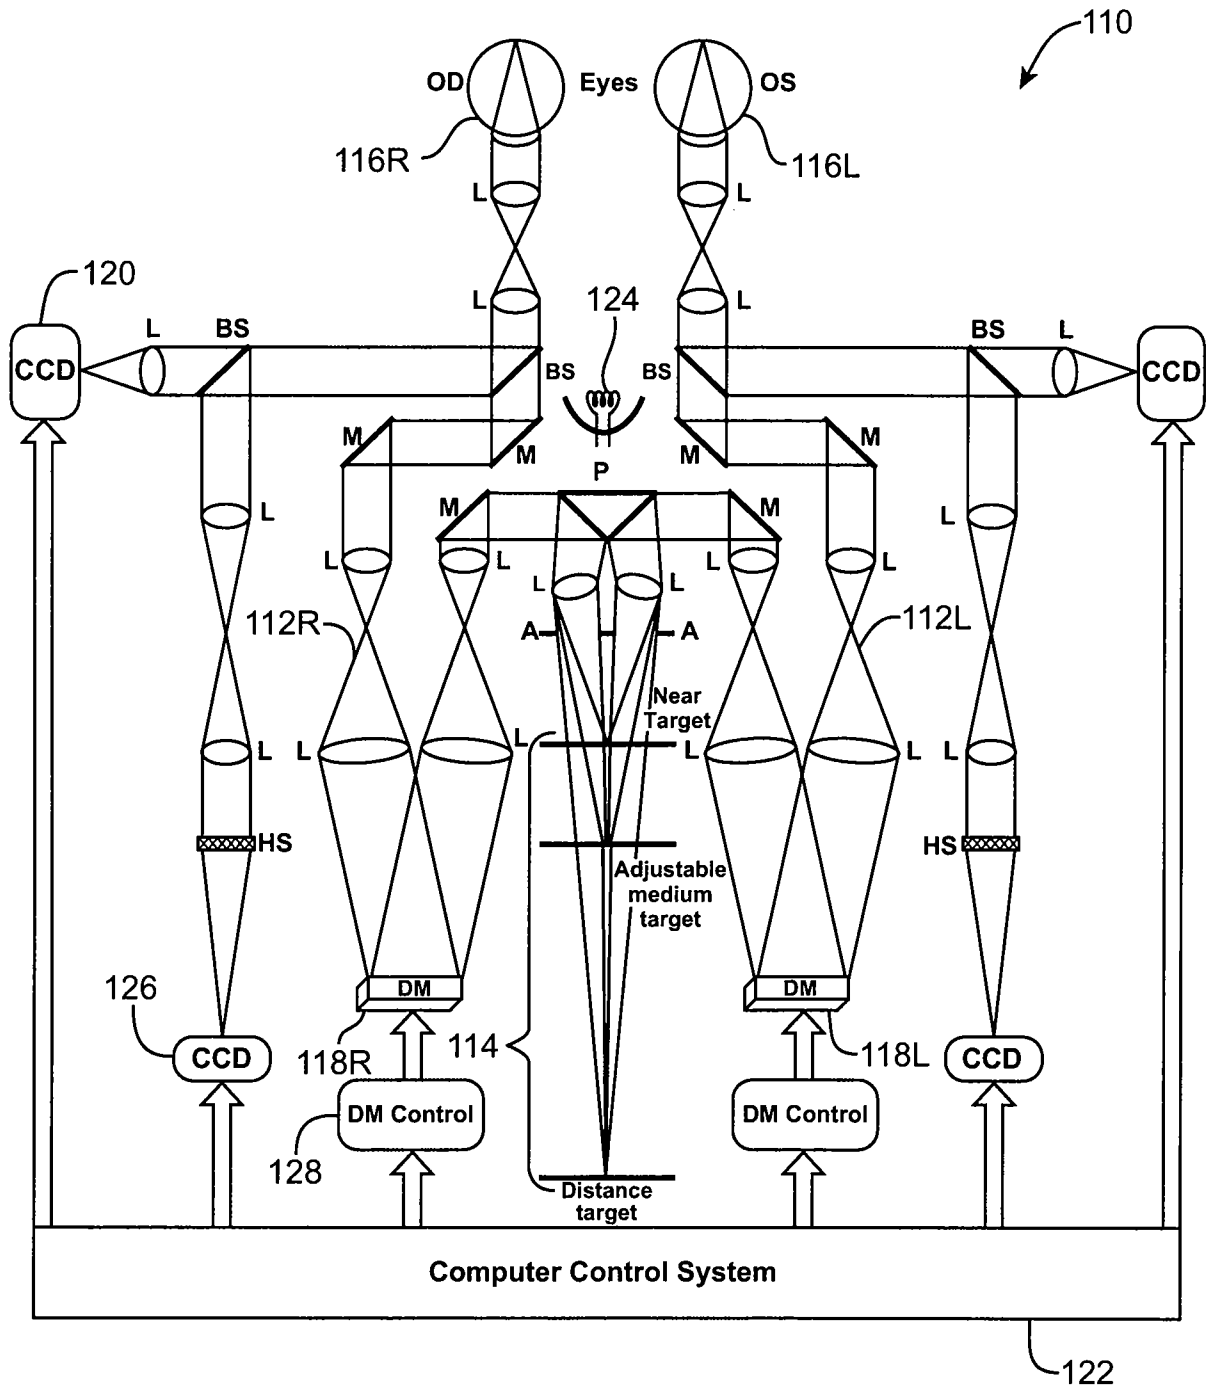 110
OD Eyes OS
116R 116L
L L
120
L 124 L
L BS BS L
CCD BS BS CCD
M M
M M
P
M M
L L
L L L L
L L
112R A A 112L
Near
Target
L L L L L L
HS HS
Adjustable
medium
target
126 DM DM
114
118R 118L
CCD CCD
DM Control DM Control
128
Distance
target
Computer Control System
122